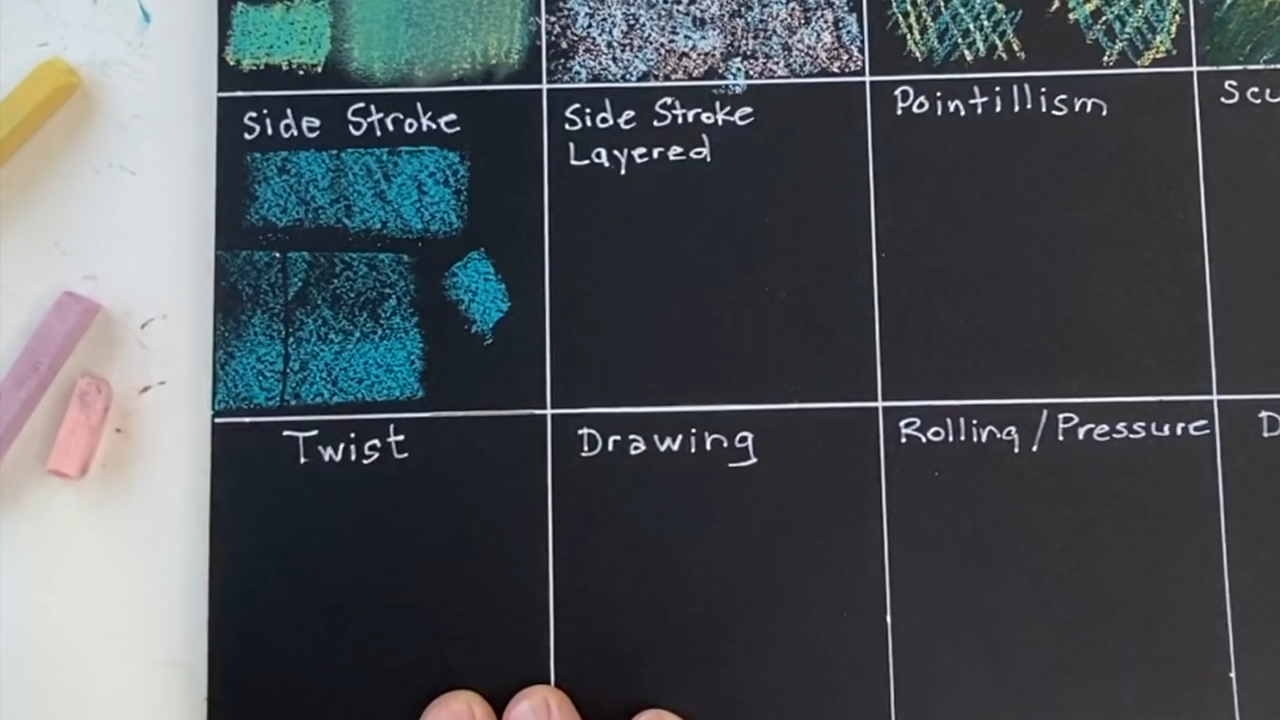 Side Stroke
Side Stroke
Layered
Pointillism
Twist
Drawing
Rolling / Pressure